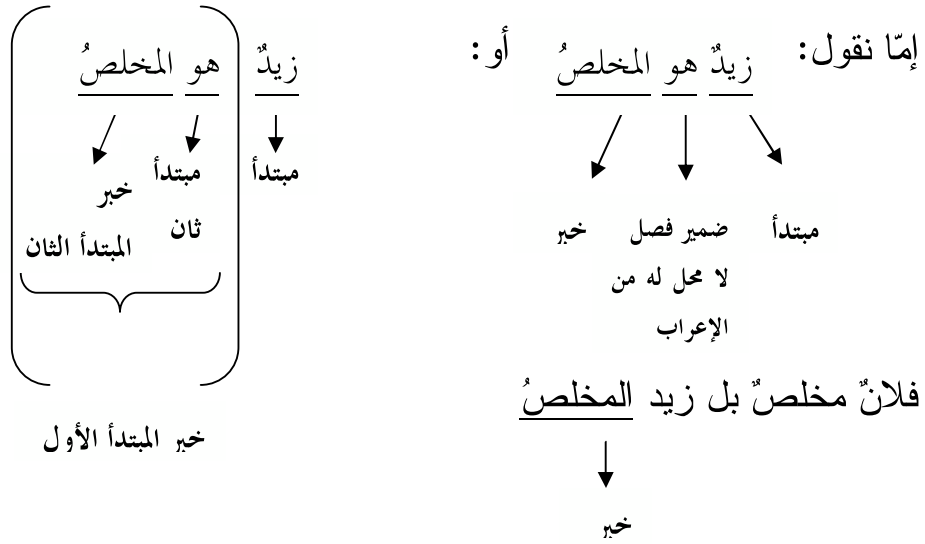 إمّا نقول: زيدٌ هو المخلصُ أو:
مبتدأ ضمير فصل خبر
لا محل له من
الإعراب
زيدٌ هو المخلصُ
مبتدأ مبتدأ خبر
ثان المبتدأ الثان
خبر المبتدأ الأول
فلانٌ مخلصٌ بل زيد المخلصُ
خبر